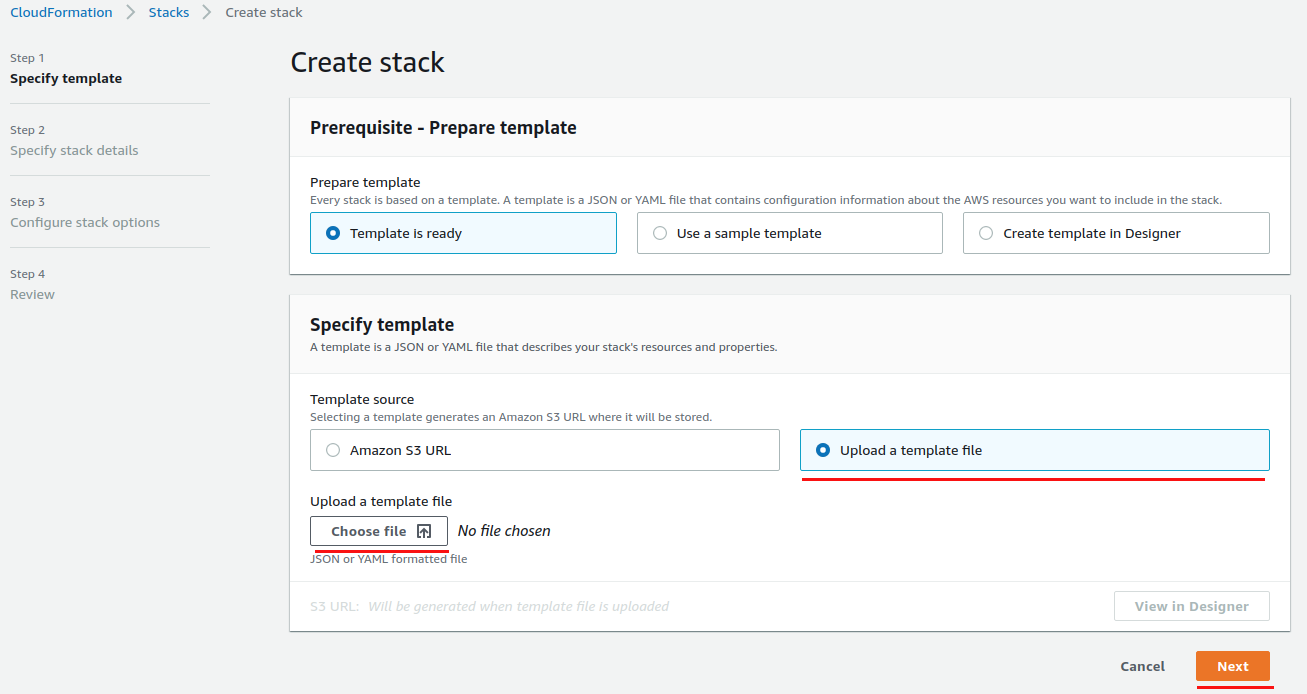 CloudFormation > Stacks > Create stack
Step 1
Specify template
Step 2
Specify stack details
Step 3
Configure stack options
Step 4
Review
Create stack
Prerequisite - Prepare template
Prepare template
Every stack is based on a template. A template is a JSON or YAML file that contains configuration information about the AWS resources you want to include in the stack.
Template is ready
Use a sample template
Create template in Designer
Specify template
A template is a JSON or YAML file that describes your stack's resources and properties.
Template source
Selecting a template generates an Amazon S3 URL where it will be stored.
Amazon S3 URL
Upload a template file
Upload a template file
Choose file No file chosen
JSON or YAML formatted file
S3 URL: Will be generated when template file is uploaded
View in Designer
Cancel
Next